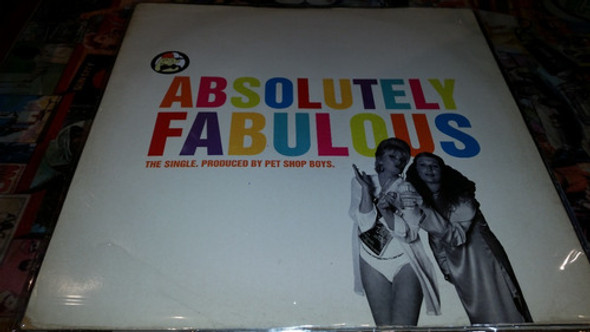 ABSOLUTELY
FABULOUS
THE SINGLE. PRODUCED BY PET SHOP BOYS.